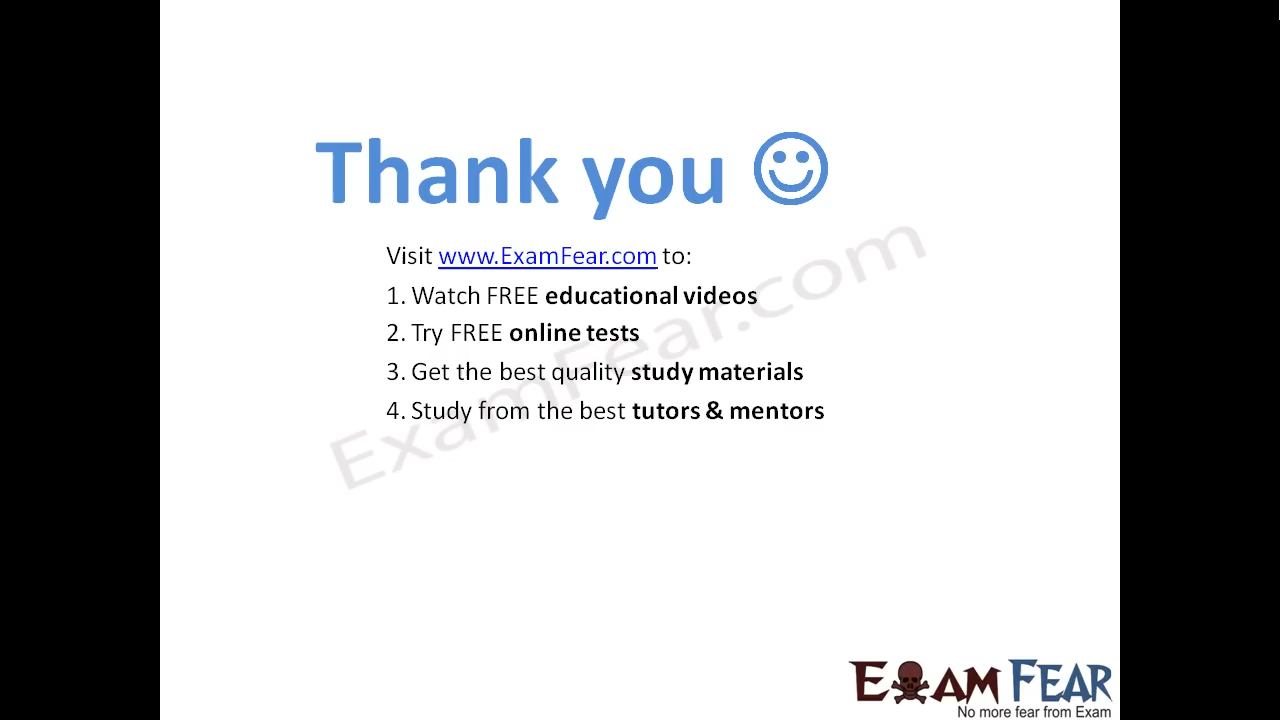 Thank you ☺
Visit www.ExamFear.com to:
1. Watch FREE educational videos
2. Try FREE online tests
3. Get the best quality study materials
4. Study from the best tutors & mentors
ExamFear.com
EXAM FEAR
No more fear from Exam